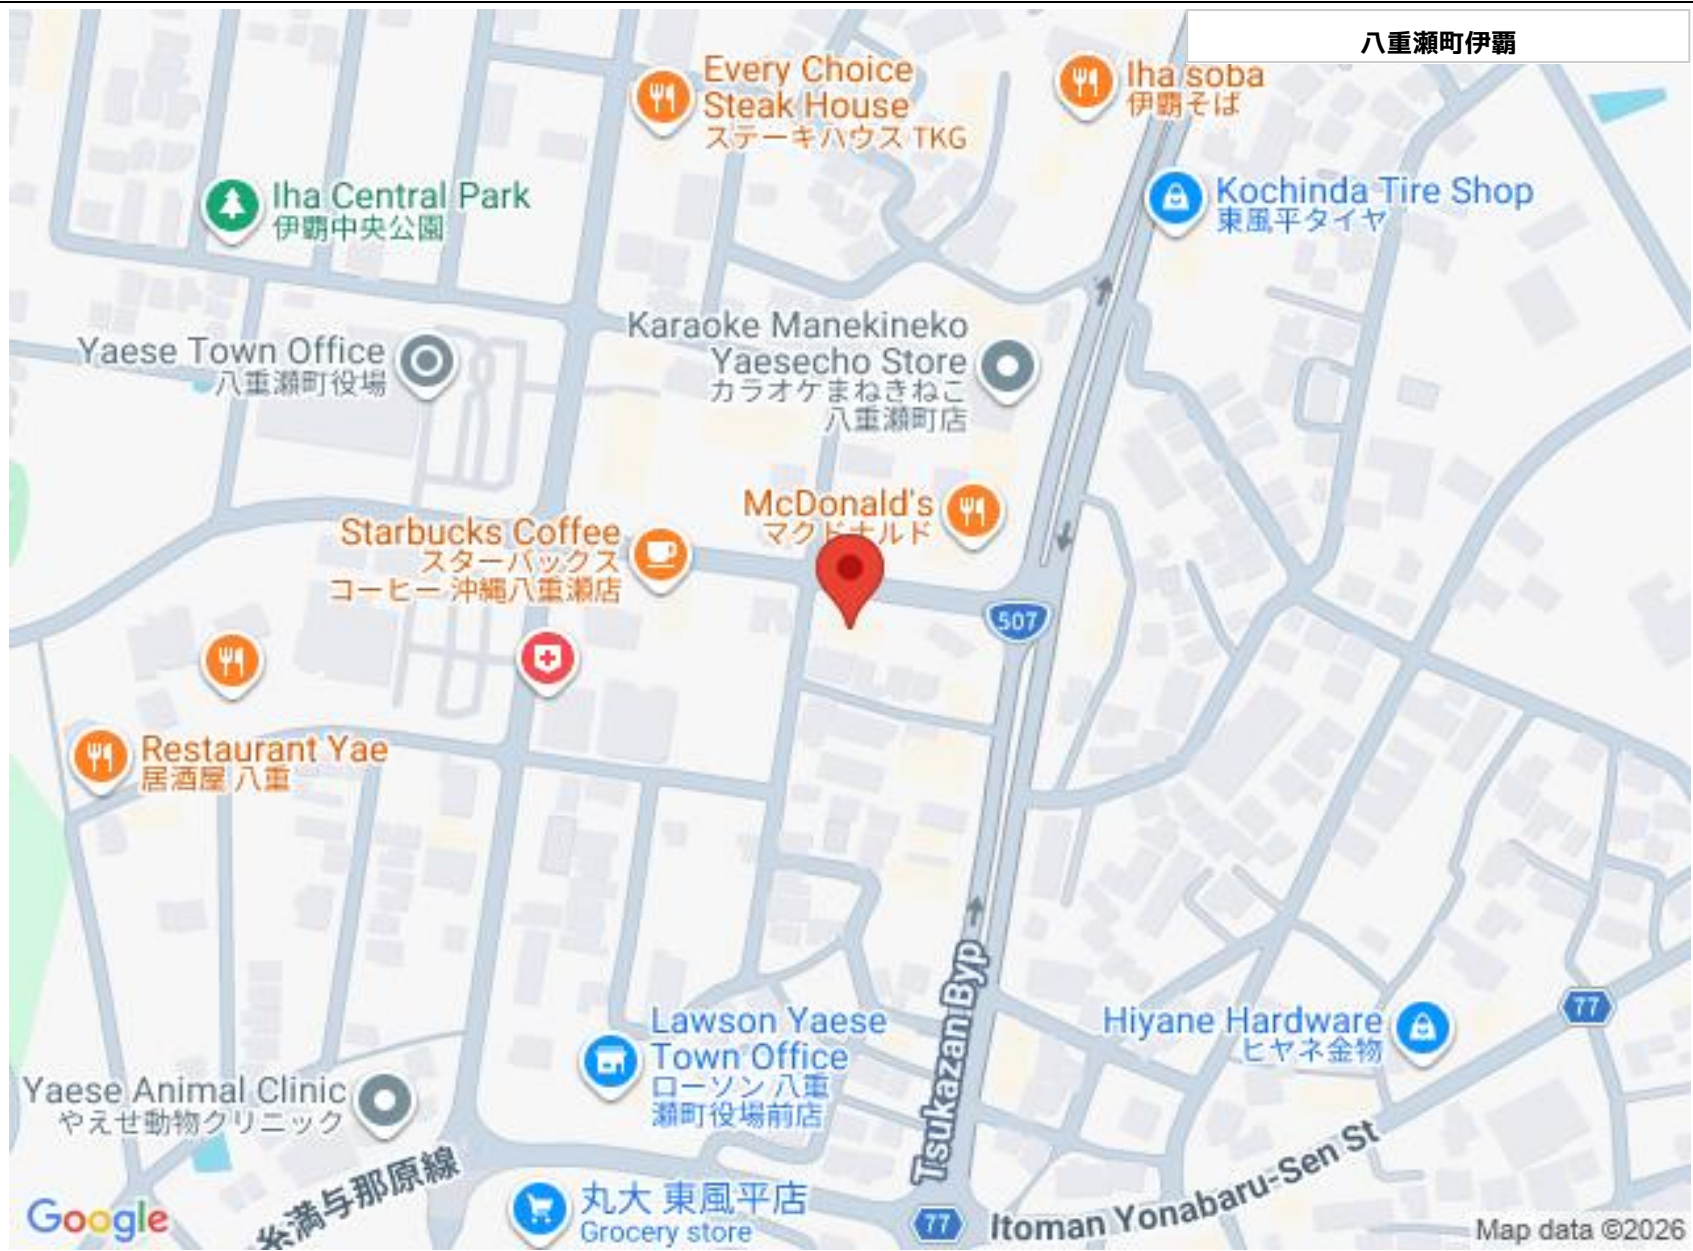 八重瀬町伊覇
Every Choice
Steak House
ステーキハウス TKG
Iha soba
伊覇そば
Iha Central Park
伊覇中央公園
Kochinda Tire Shop
東風平タイヤ
Yaese Town Office
八重瀬町役場
Karaoke Manekineko
Yaesecho Store
カラオケまねきねこ
八重瀬町店
McDonald's
マクドナルド
Starbucks Coffee
スターバックス
コーヒー 沖縄八重瀬店
507
Restaurant Yae
居酒屋 八重
Tsukazan Byp
Lawson Yaese
Town Office
ローソン 八重
瀬町役場前店
Hiyane Hardware
ヒヤネ金物
77
Yaese Animal Clinic
やえせ動物クリニック
糸満与那原線
丸大 東風平店
Grocery store
77
Itoman Yonabaru-Sen St
Google
Map data ©2026